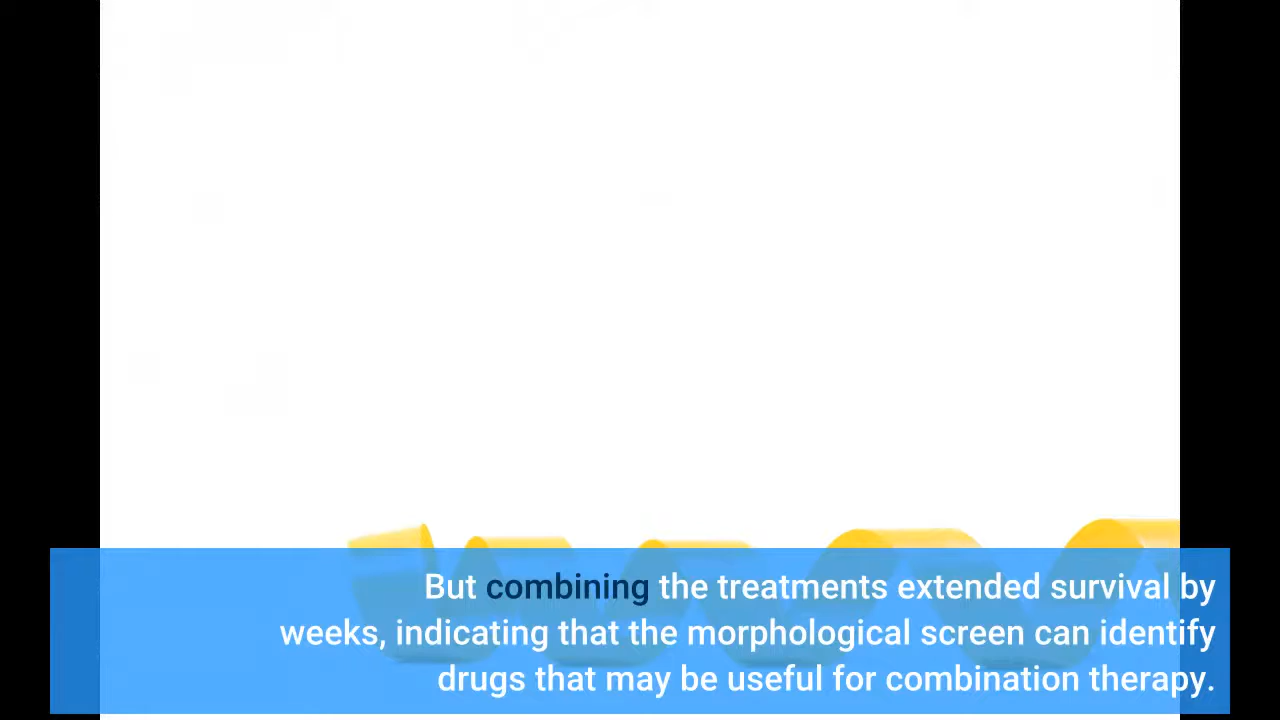 But combining the treatments extended survival by
weeks, indicating that the morphological screen can identify
drugs that may be useful for combination therapy.